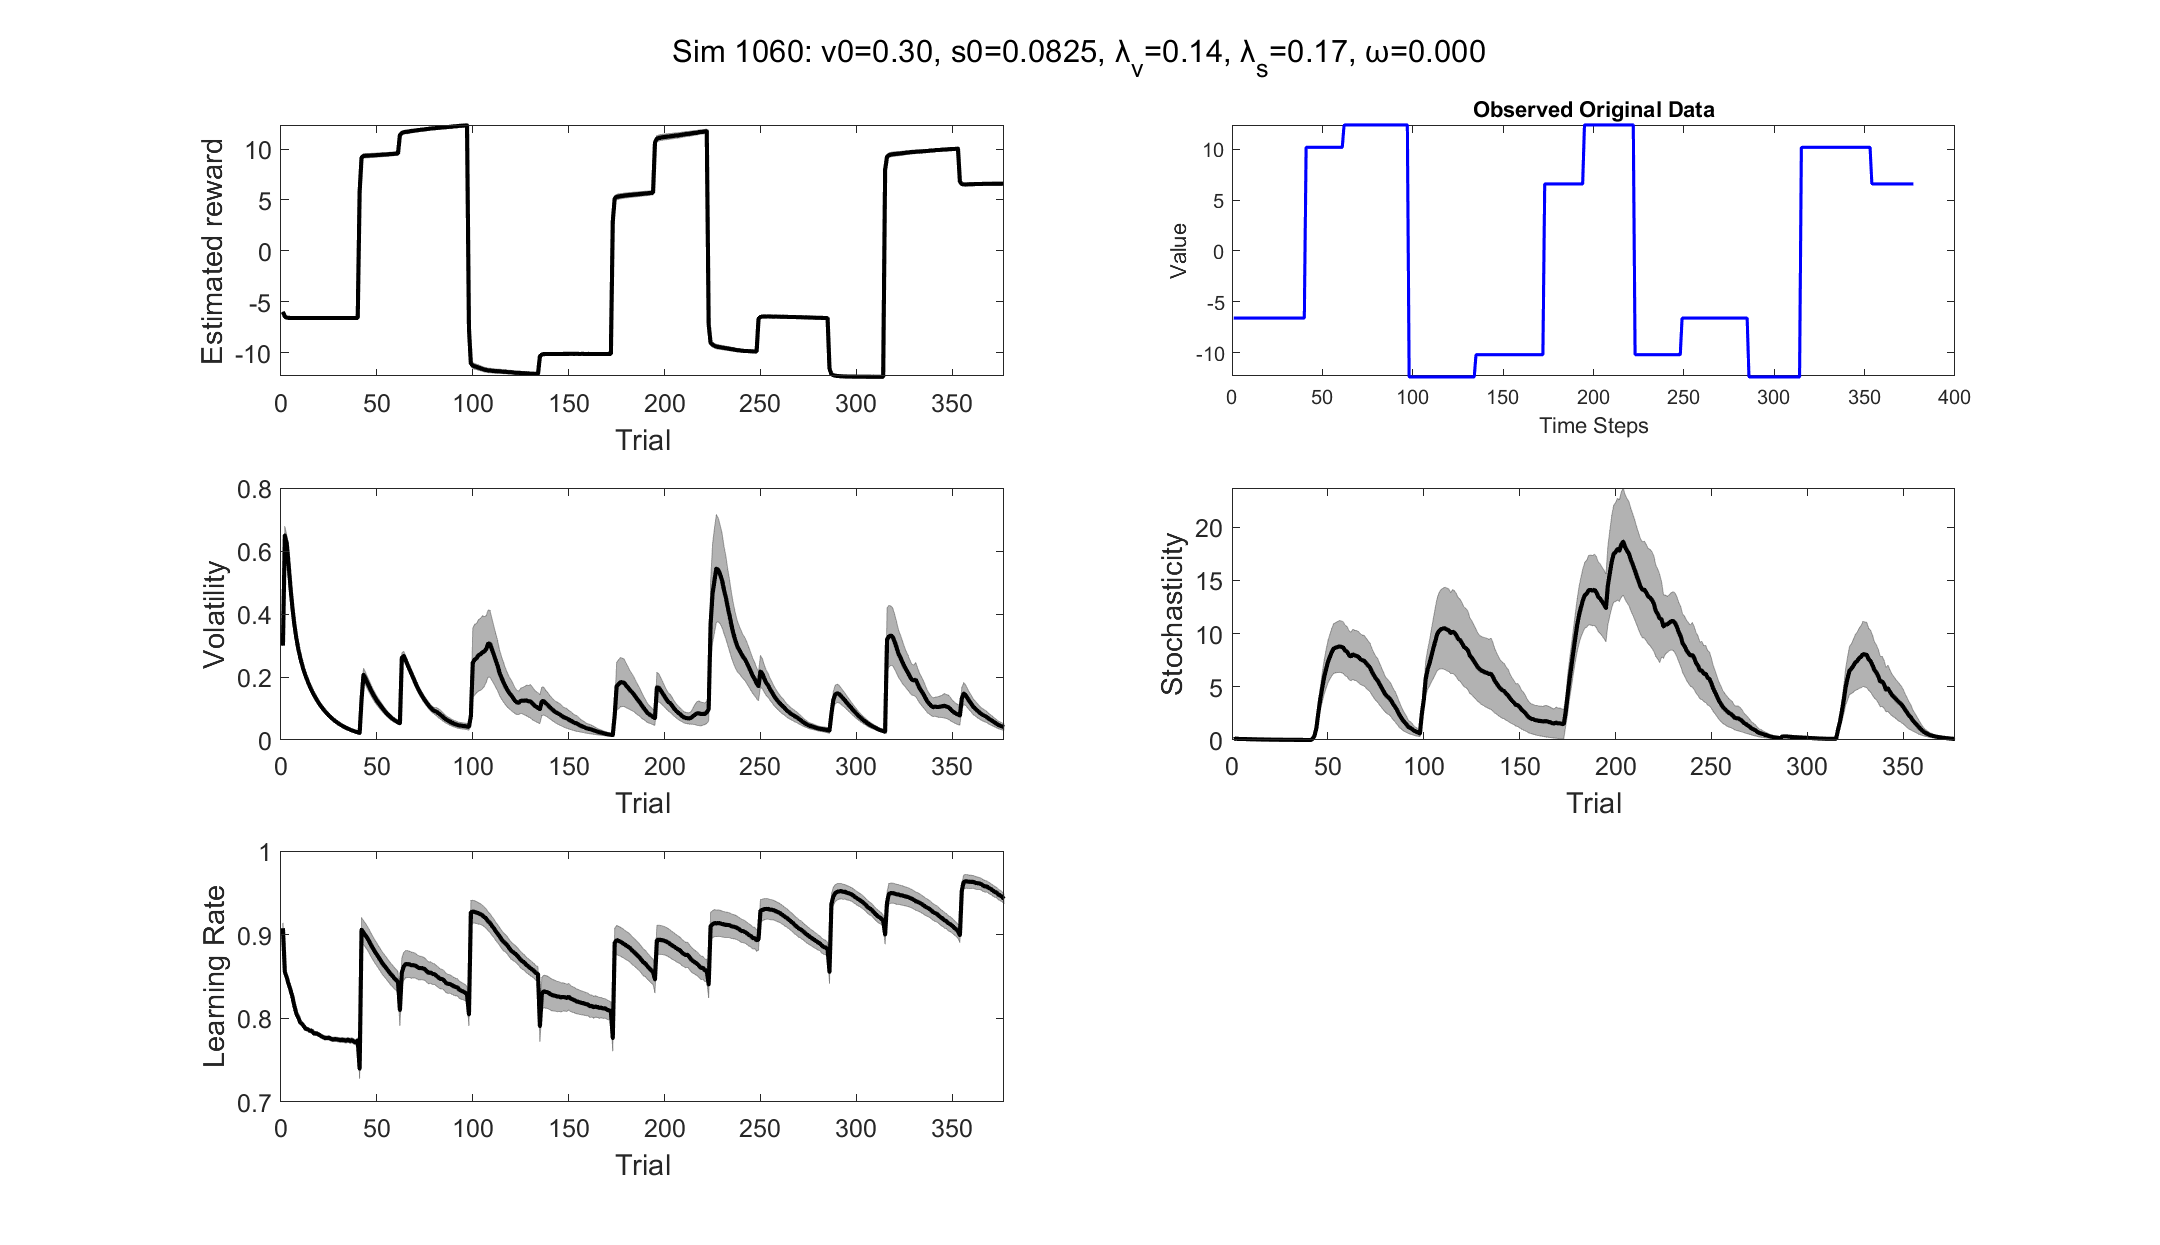 Sim 1060: v0=0.30, s0=0.0825, λv=0.14, λs=0.17, ω=0.000
Estimated reward
10
5
0
-5
-10
0 50 100 150 200 250 300 350
Trial
Observed Original Data
Value
10
5
0
-5
-10
0 50 100 150 200 250 300 350 400
Time Steps
Volatility
0.8
0.6
0.4
0.2
0
0 50 100 150 200 250 300 350
Trial
Stochasticity
20
15
10
5
0
0 50 100 150 200 250 300 350
Trial
Learning Rate
1
0.9
0.8
0.7
0 50 100 150 200 250 300 350
Trial